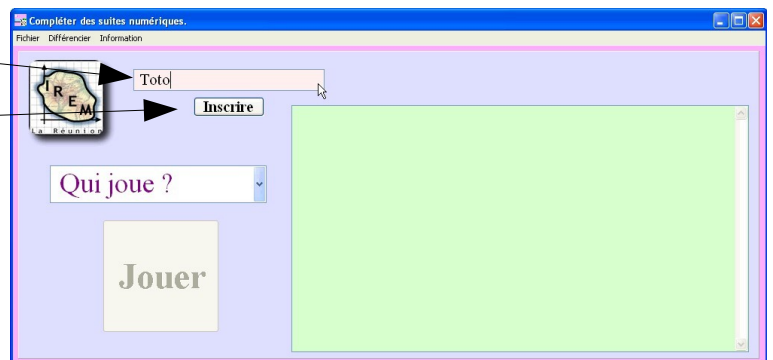 Compléter des suites numériques.
Fichier Différencier Information
Toto
I R E M
La Réunion
Inscrire
Qui joue ?
Jouer